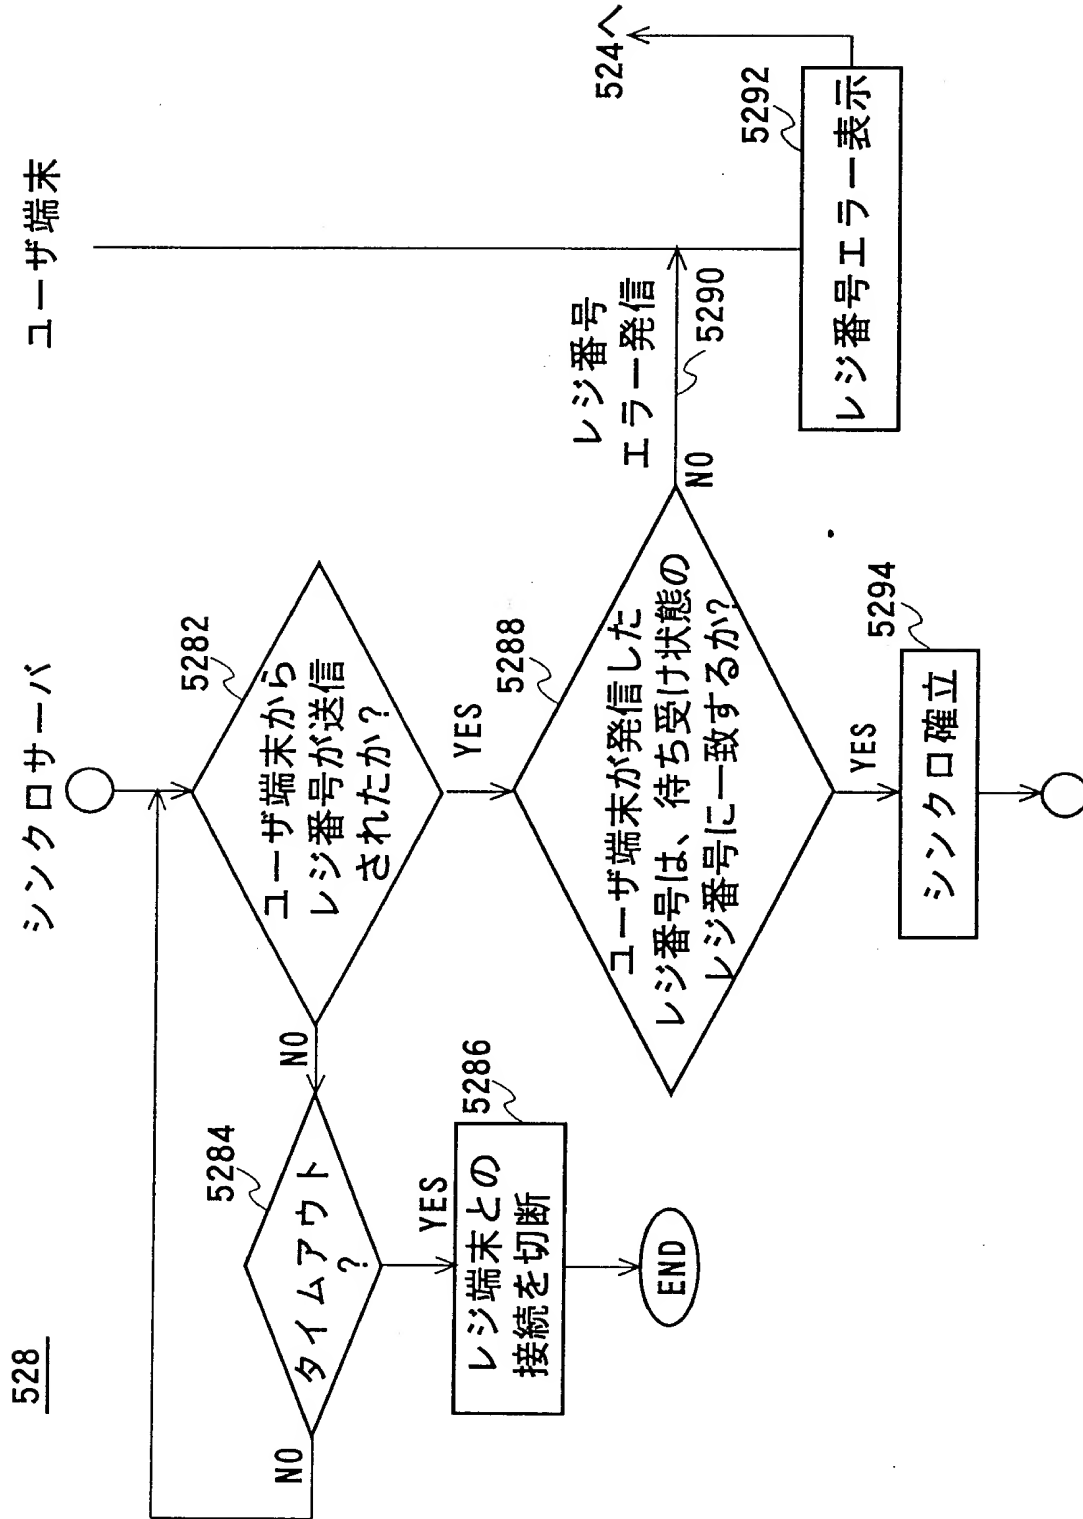 528
シンクロサーバ
ユーザ端末
5282
ユーザ端末から
レジ番号が送信
されたか?
NO
YES
5284
タイムアウト
?
NO
YES
5286
レジ端末との
接続を切断
END
5288
ユーザ端末が発信した
レジ番号は、待ち受け状態の
レジ番号に一致するか?
NO
YES
レジ番号
エラー発信
5290
524へ
5292
レジ番号エラー表示
5294
シンクロ確立